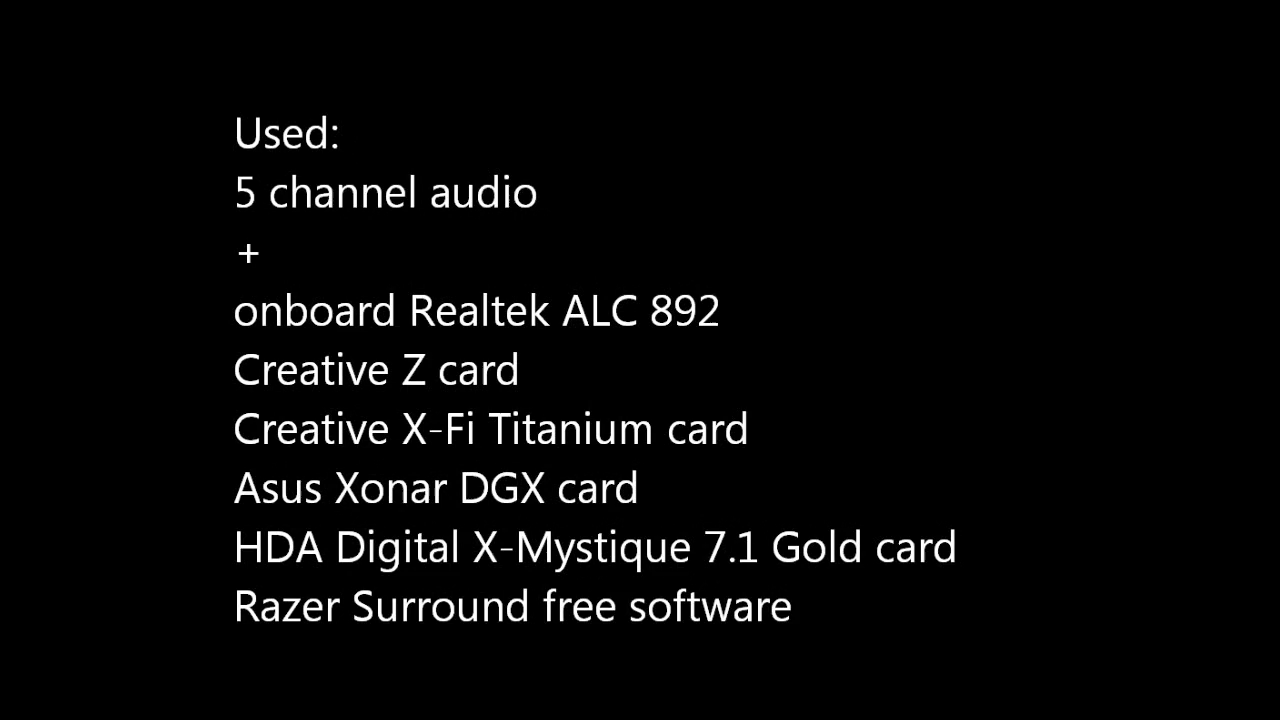 Used:
5 channel audio
+
onboard Realtek ALC 892
Creative Z card
Creative X-Fi Titanium card
Asus Xonar DGX card
HDA Digital X-Mystique 7.1 Gold card
Razer Surround free software